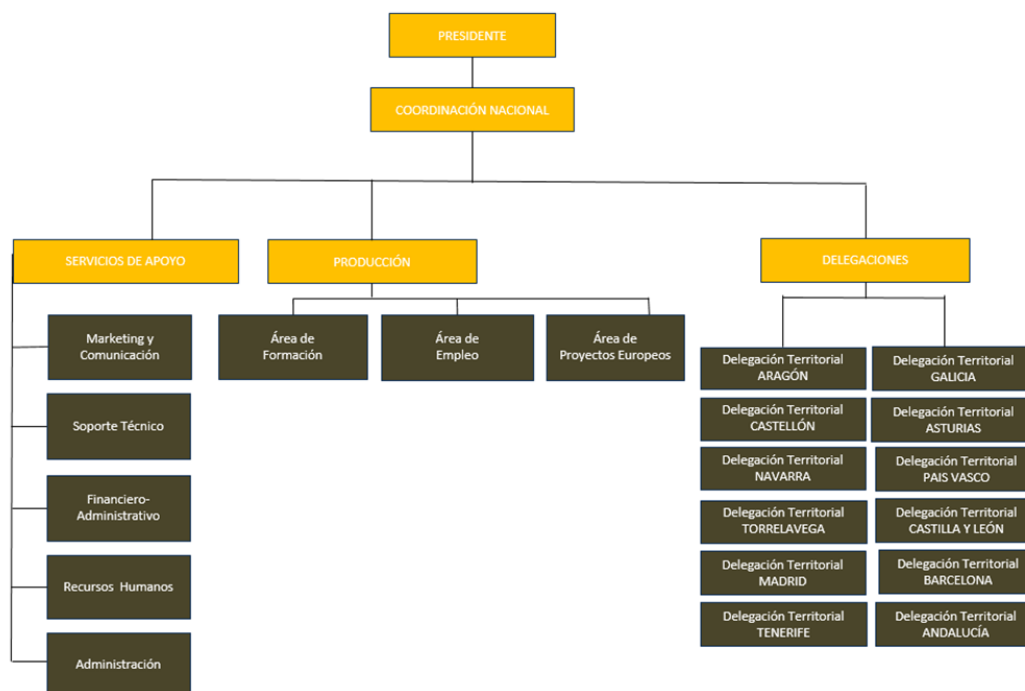 PRESIDENTE
COORDINACIÓN NACIONAL
SERVICIOS DE APOYO
PRODUCCIÓN
DELEGACIONES
Marketing y
Comunicación
Soporte Técnico
Financiero-
Administrativo
Recursos Humanos
Administración
Área de
Formación
Área de
Empleo
Área de
Proyectos Europeos
Delegación Territorial
ARAGÓN
Delegación Territorial
CASTELLÓN
Delegación Territorial
NAVARRA
Delegación Territorial
TORRELAVEGA
Delegación Territorial
MADRID
Delegación Territorial
TENERIFE
Delegación Territorial
GALICIA
Delegación Territorial
ASTURIAS
Delegación Territorial
PAIS VASCO
Delegación Territorial
CASTILLA Y LEÓN
Delegación Territorial
BARCELONA
Delegación Territorial
ANDALUCÍA